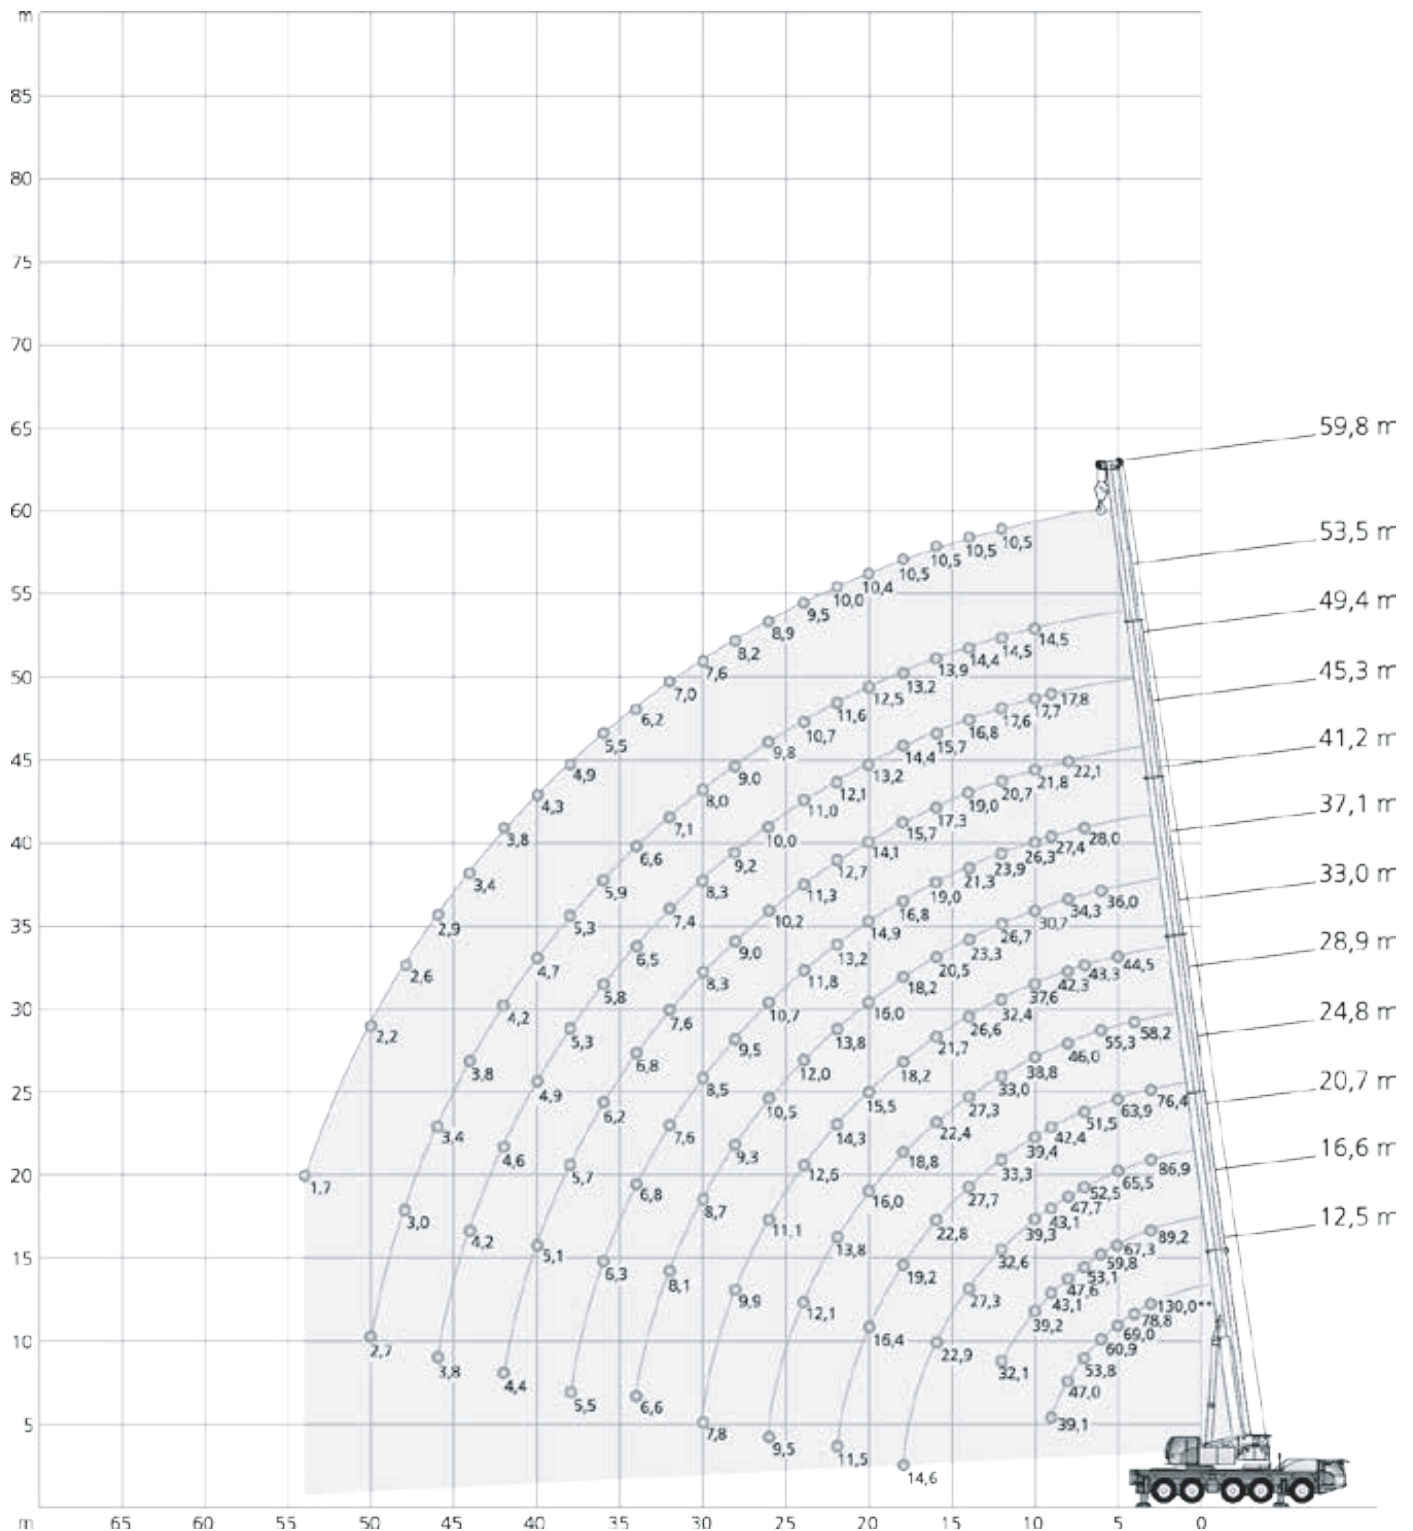 m
85
80
75
70
65
60
55
50
45
40
35
30
25
20
15
10
5
m 65 60 55 50 45 40 35 30 25 20 15 10 5 0
59,8 m
53,5 m
49,4 m
45,3 m
41,2 m
37,1 m
33,0 m
28,9 m
24,8 m
20,7 m
16,6 m
12,5 m
1,7 2,2 2,6 2,9 3,4 3,8 4,3 4,9 5,5 6,2 7,0 7,6 8,2 8,9 9,5 10,0 10,4 10,5 10,5 10,5 10,5
2,7 3,0 3,4 3,8 4,2 4,7 5,3 5,9 6,6 7,1 8,0 9,0 9,8 10,7 11,6 12,5 13,2 13,9 14,4 14,5 14,5
3,8 4,2 4,6 4,9 5,3 5,8 6,5 7,4 8,3 9,2 10,0 11,0 12,1 13,2 14,4 15,7 16,8 17,6 17,7 17,8
4,4 5,1 5,7 6,2 6,8 7,6 8,3 9,0 10,2 11,3 12,7 14,1 15,7 17,3 19,0 20,7 21,8 22,1
5,5 6,3 6,8 7,6 8,5 9,5 10,7 11,8 13,2 14,9 16,8 19,0 21,3 23,9 26,3 27,4 28,0
6,6 8,1 8,7 9,3 10,5 12,0 13,8 16,0 18,2 20,5 23,3 26,7 30,7 34,3 36,0
7,8 9,9 11,1 12,6 14,3 15,5 18,2 21,7 26,6 32,4 37,6 42,3 43,3 44,5
9,5 12,1 13,8 16,0 18,8 22,4 27,3 33,0 38,8 46,0 55,3 58,2
11,5 16,4 19,2 22,8 27,7 33,3 39,4 42,4 51,5 63,9 76,4
14,6 22,9 27,3 32,6 39,3 43,1 47,7 52,5 65,5 86,9
32,1 39,2 43,1 47,6 53,1 59,8 67,3 89,2
39,1 47,0 53,8 60,9 69,0 78,8 130,0**